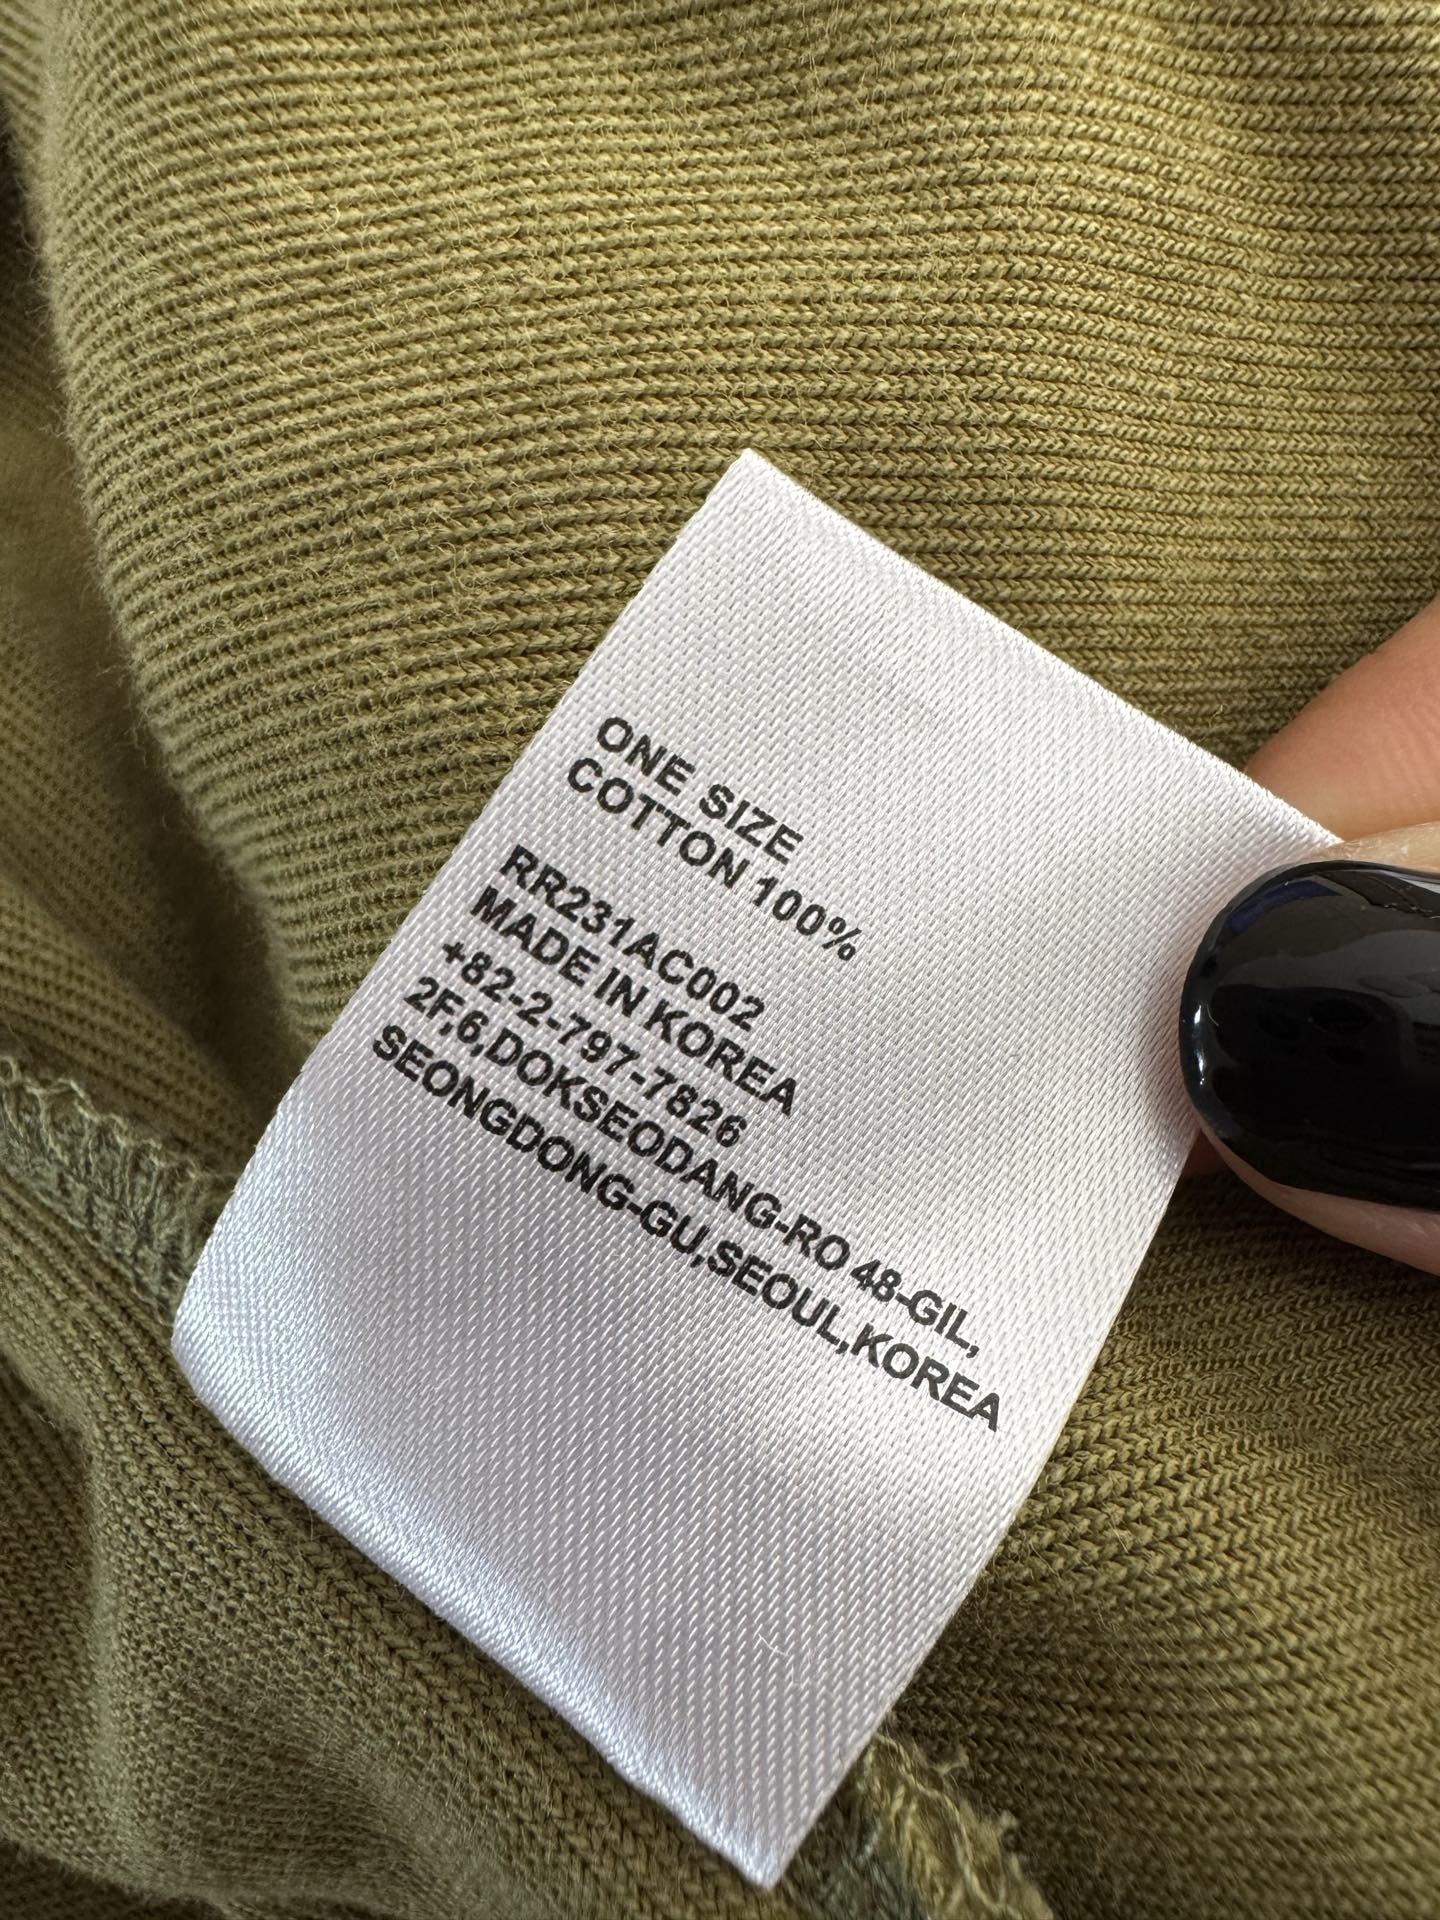 ONE SIZE
COTTON 100%
RR231AC002
MADE IN KOREA
+82-2-797-7826
2F,6,DOKSEODANG-RO 48-GIL,
SEONGDONG-GU,SEOUL,KOREA